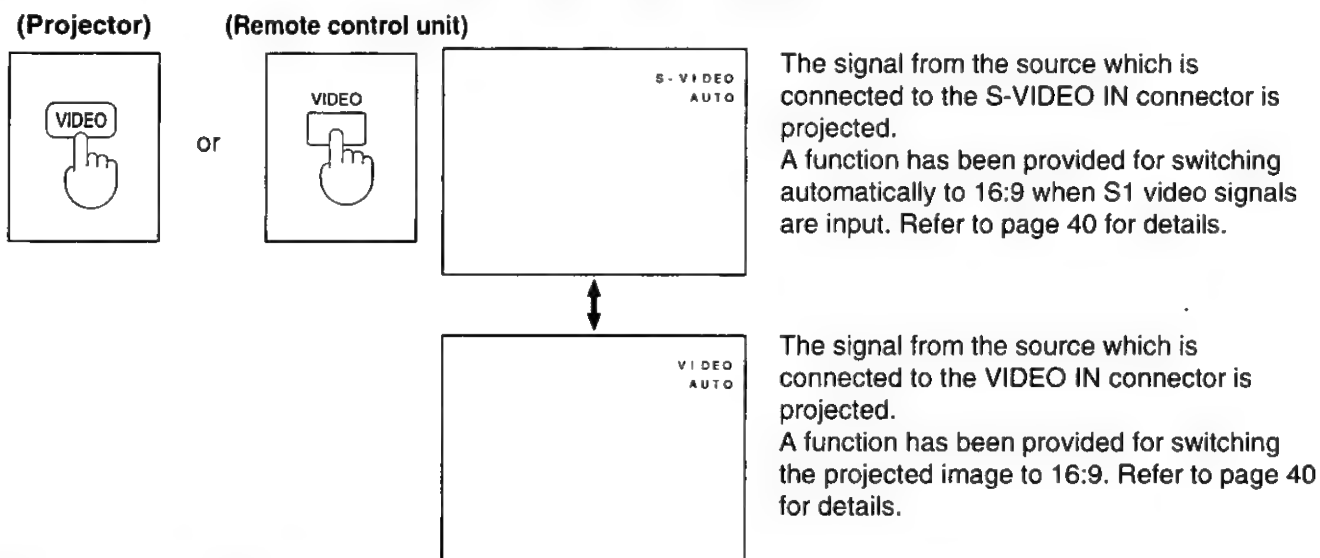 (Projector)
(Remote control unit)
VIDEO
or
VIDEO
S-VIDEO
AUTO
The signal from the source which is
connected to the S-VIDEO IN connector is
projected.
A function has been provided for switching
automatically to 16:9 when S1 video signals
are input. Refer to page 40 for details.
VIDEO
AUTO
The signal from the source which is
connected to the VIDEO IN connector is
projected.
A function has been provided for switching
the projected image to 16:9. Refer to page 40
for details.